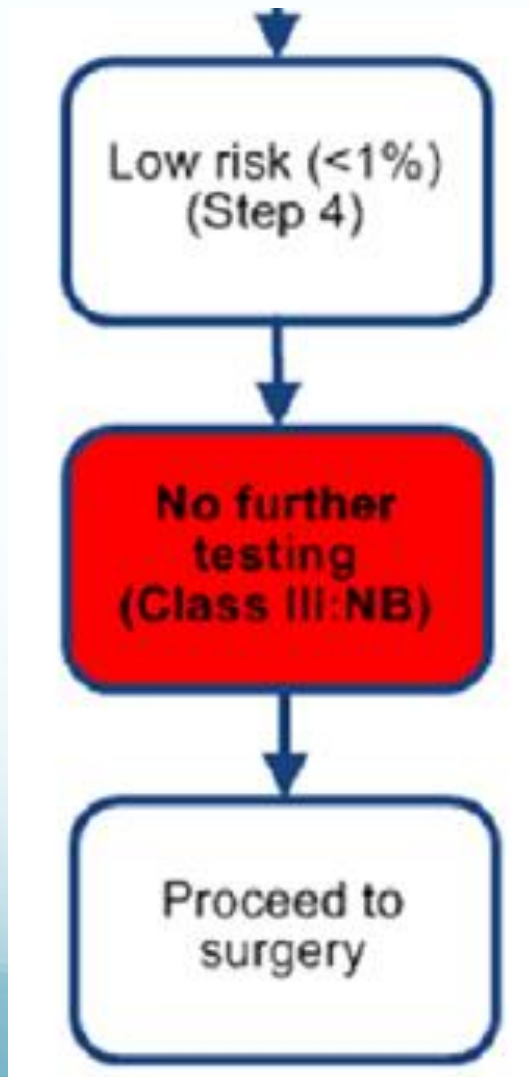 Low risk (<1%)
(Step 4)
No further
testing
(Class III:NB)
Proceed to
surgery